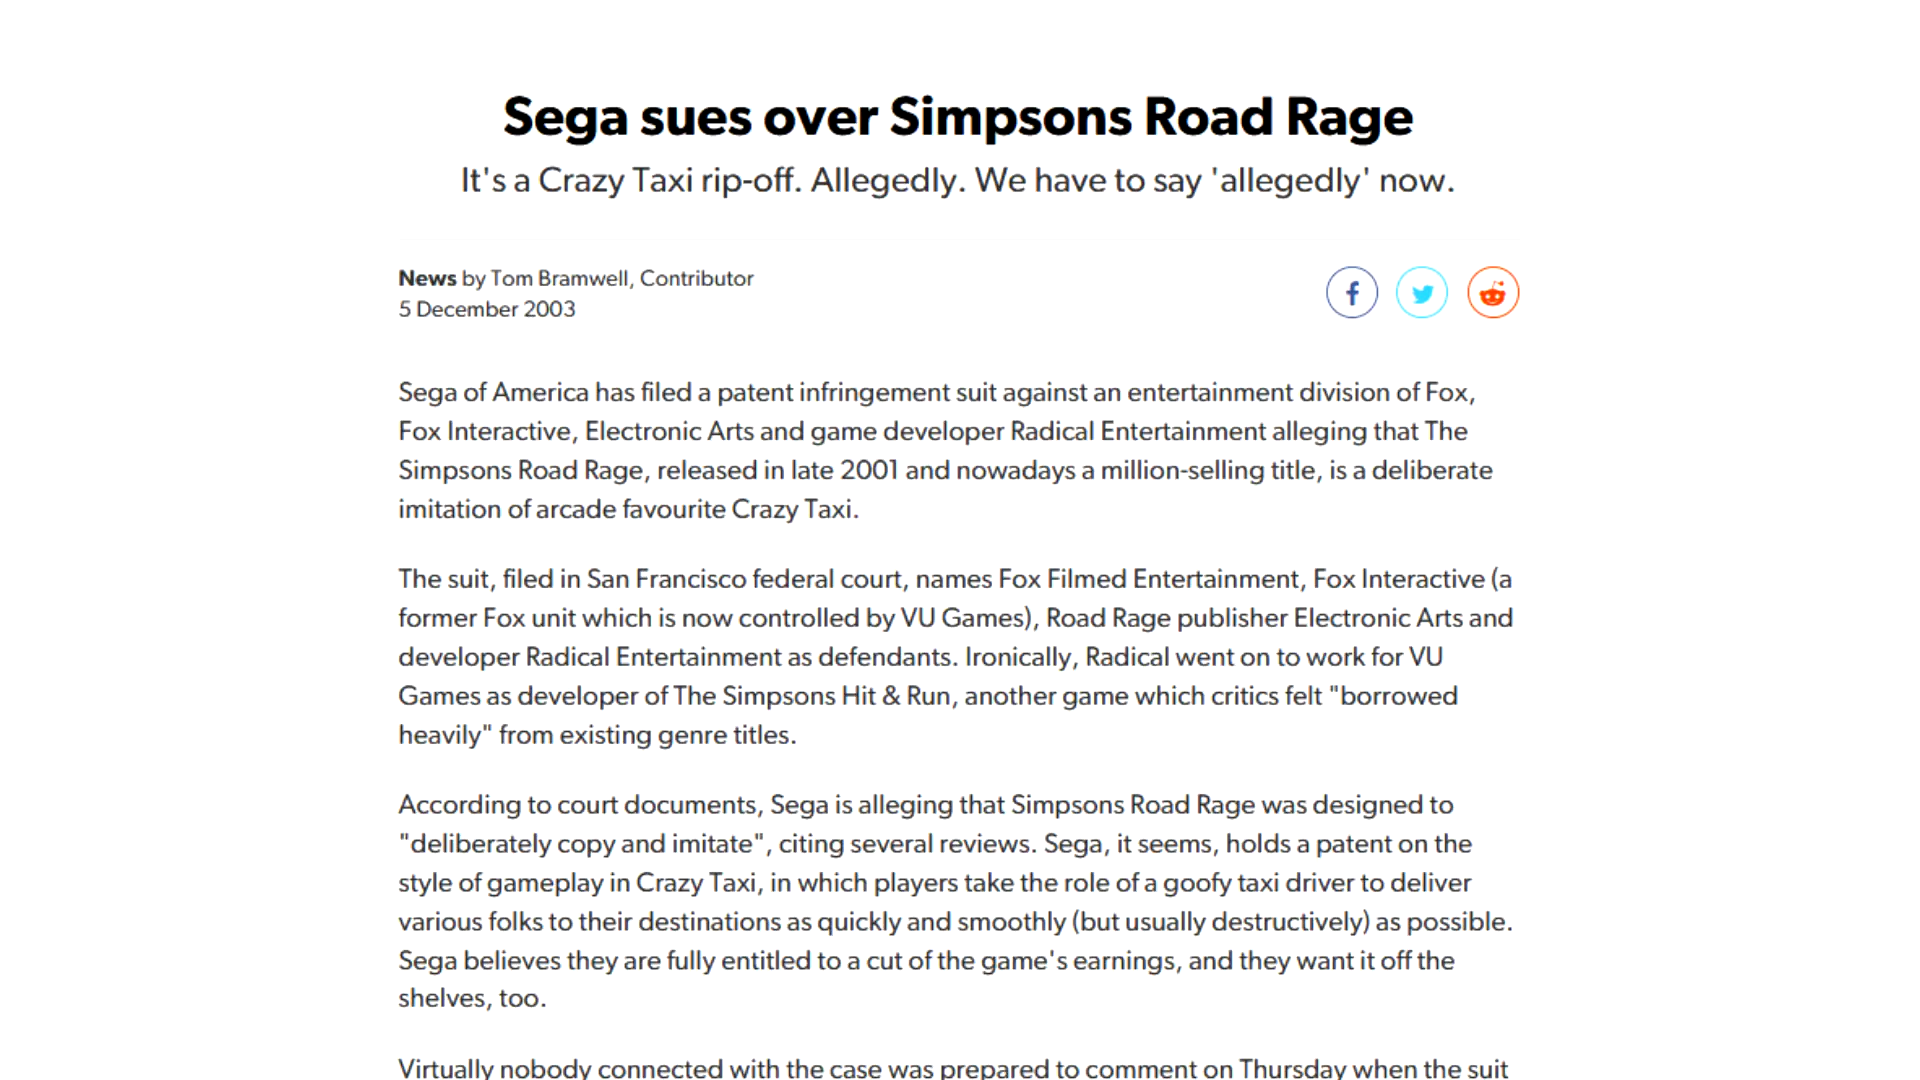 Sega sues over Simpsons Road Rage
It's a Crazy Taxi rip-off. Allegedly. We have to say 'allegedly' now.
News by Tom Bramwell, Contributor
5 December 2003
Sega of America has filed a patent infringement suit against an entertainment division of Fox,
Fox Interactive, Electronic Arts and game developer Radical Entertainment alleging that The
Simpsons Road Rage, released in late 2001 and nowadays a million-selling title, is a deliberate
imitation of arcade favourite Crazy Taxi.
The suit, filed in San Francisco federal court, names Fox Filmed Entertainment, Fox Interactive (a
former Fox unit which is now controlled by VU Games), Road Rage publisher Electronic Arts and
developer Radical Entertainment as defendants. Ironically, Radical went on to work for VU
Games as developer of The Simpsons Hit & Run, another game which critics felt "borrowed
heavily" from existing genre titles.
According to court documents, Sega is alleging that Simpsons Road Rage was designed to
"deliberately copy and imitate", citing several reviews. Sega, it seems, holds a patent on the
style of gameplay in Crazy Taxi, in which players take the role of a goofy taxi driver to deliver
various folks to their destinations as quickly and smoothly (but usually destructively) as possible.
Sega believes they are fully entitled to a cut of the game's earnings, and they want it off the
shelves, too.
Virtually nobody connected with the case was prepared to comment on Thursday when the suit